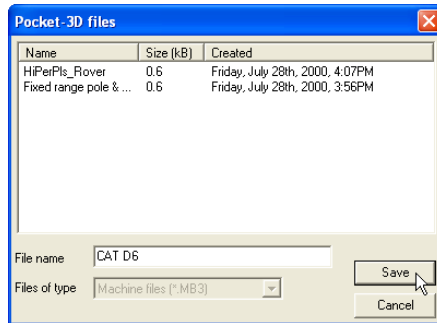 Pocket-3D files
Name Size (kB) Created
HiPerPls_Rover 0.6 Friday, July 28th, 2000, 4:07PM
Fixed range pole & ... 0.6 Friday, July 28th, 2000, 3:56PM
File name CAT D6
Save
Files of type Machine files (*.MB3)
Cancel